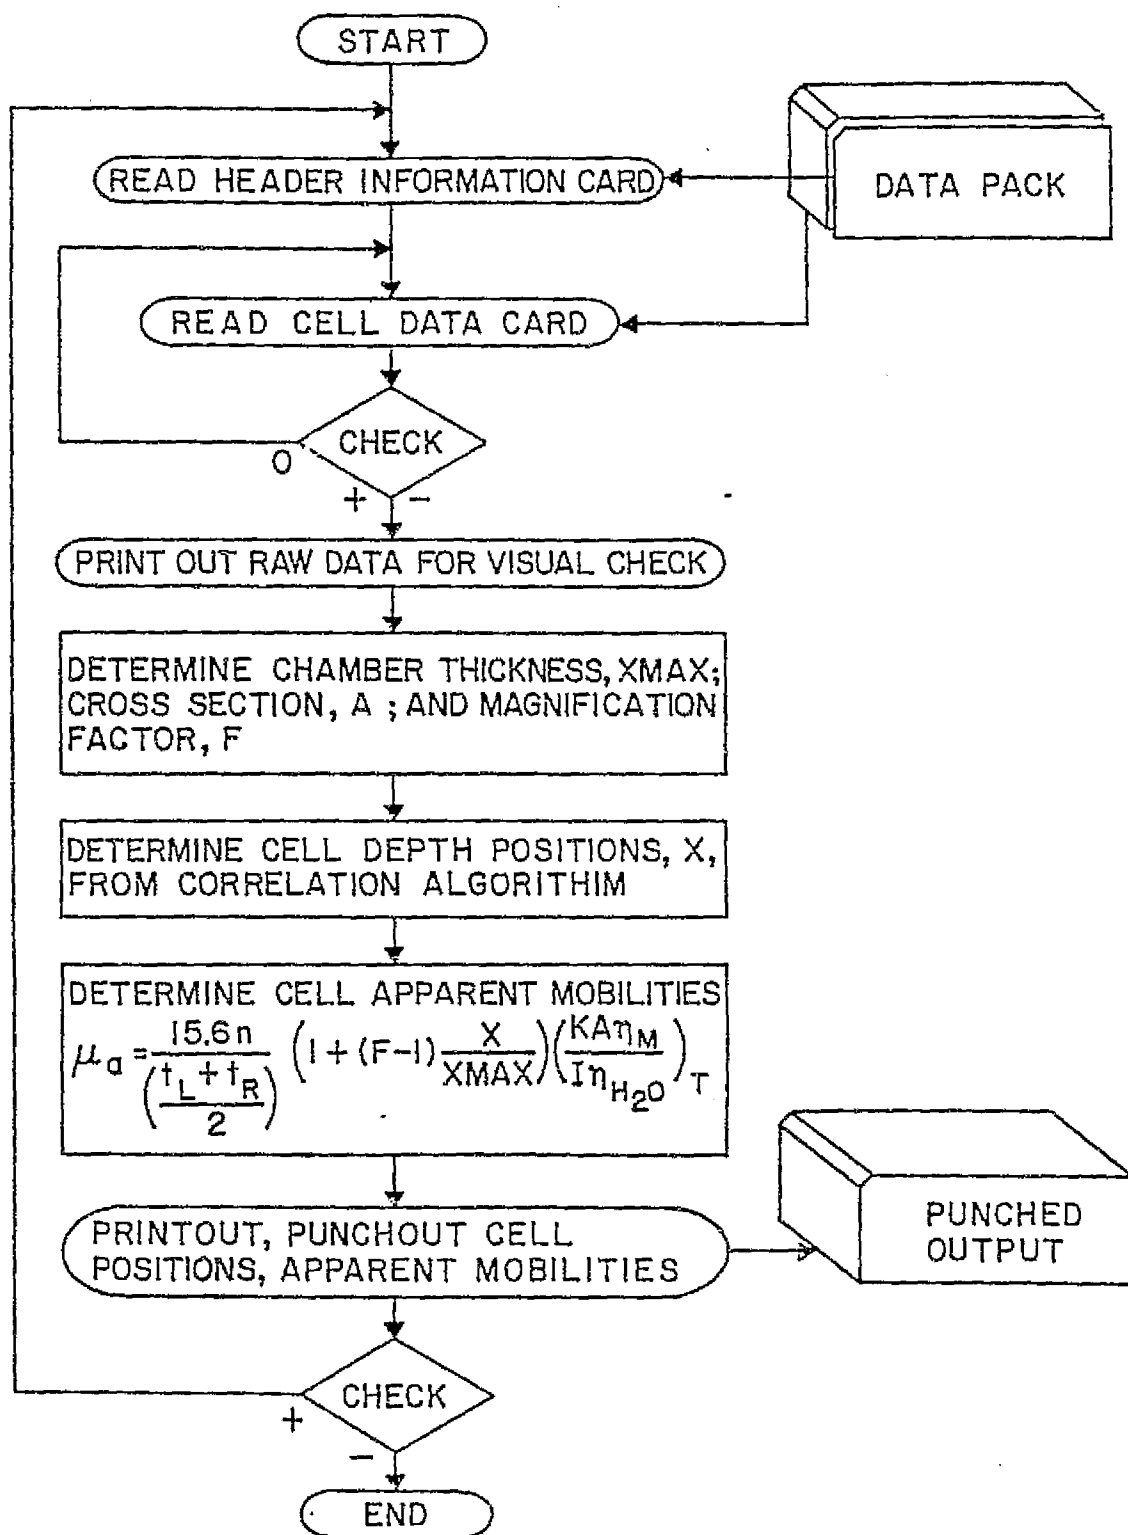 START
READ HEADER INFORMATION CARD
DATA PACK
READ CELL DATA CARD
CHECK
O
+ -
PRINT OUT RAW DATA FOR VISUAL CHECK
DETERMINE CHAMBER THICKNESS, XMAX;
CROSS SECTION, A ; AND MAGNIFICATION
FACTOR, F
DETERMINE CELL DEPTH POSITIONS, X,
FROM CORRELATION ALGORITHIM
DETERMINE CELL APPARENT MOBILITIES
μa = 15.6n / ((tL + tR) / 2) (1 + (F-1) X / XMAX) (KAηM / IηH2O)T
PRINTOUT, PUNCHOUT CELL
POSITIONS, APPARENT MOBILITIES
PUNCHED
OUTPUT
CHECK
+
-
END